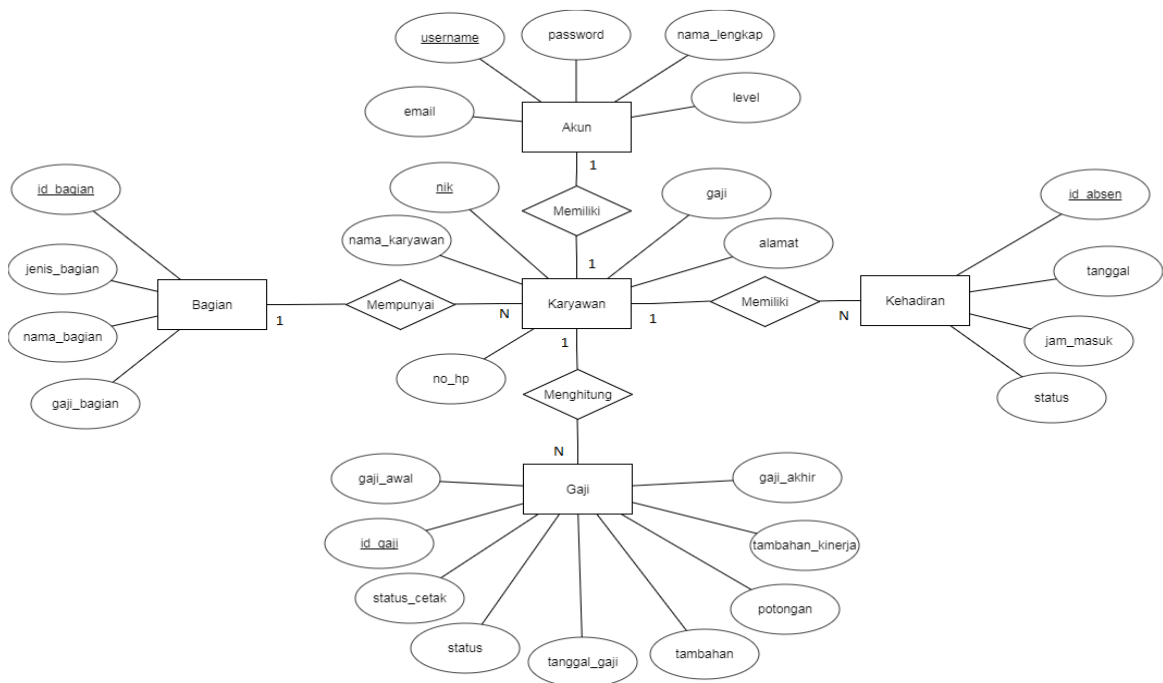 username
password
nama_lengkap
email
level
Akun
1
id_bagian
nik
Memiliki
gaji
id_absen
nama_karyawan
alamat
jenis_bagian
1
tanggal
Bagian
Mempunyai
Karyawan
Memiliki
Kehadiran
1
N
1
N
nama_bagian
1
jam_masuk
no_hp
gaji_bagian
Menghitung
status
N
gaji_awal
Gaji
gaji_akhir
id_gaji
tambahan_kinerja
status_cetak
potongan
status
tanggal_gaji
tambahan